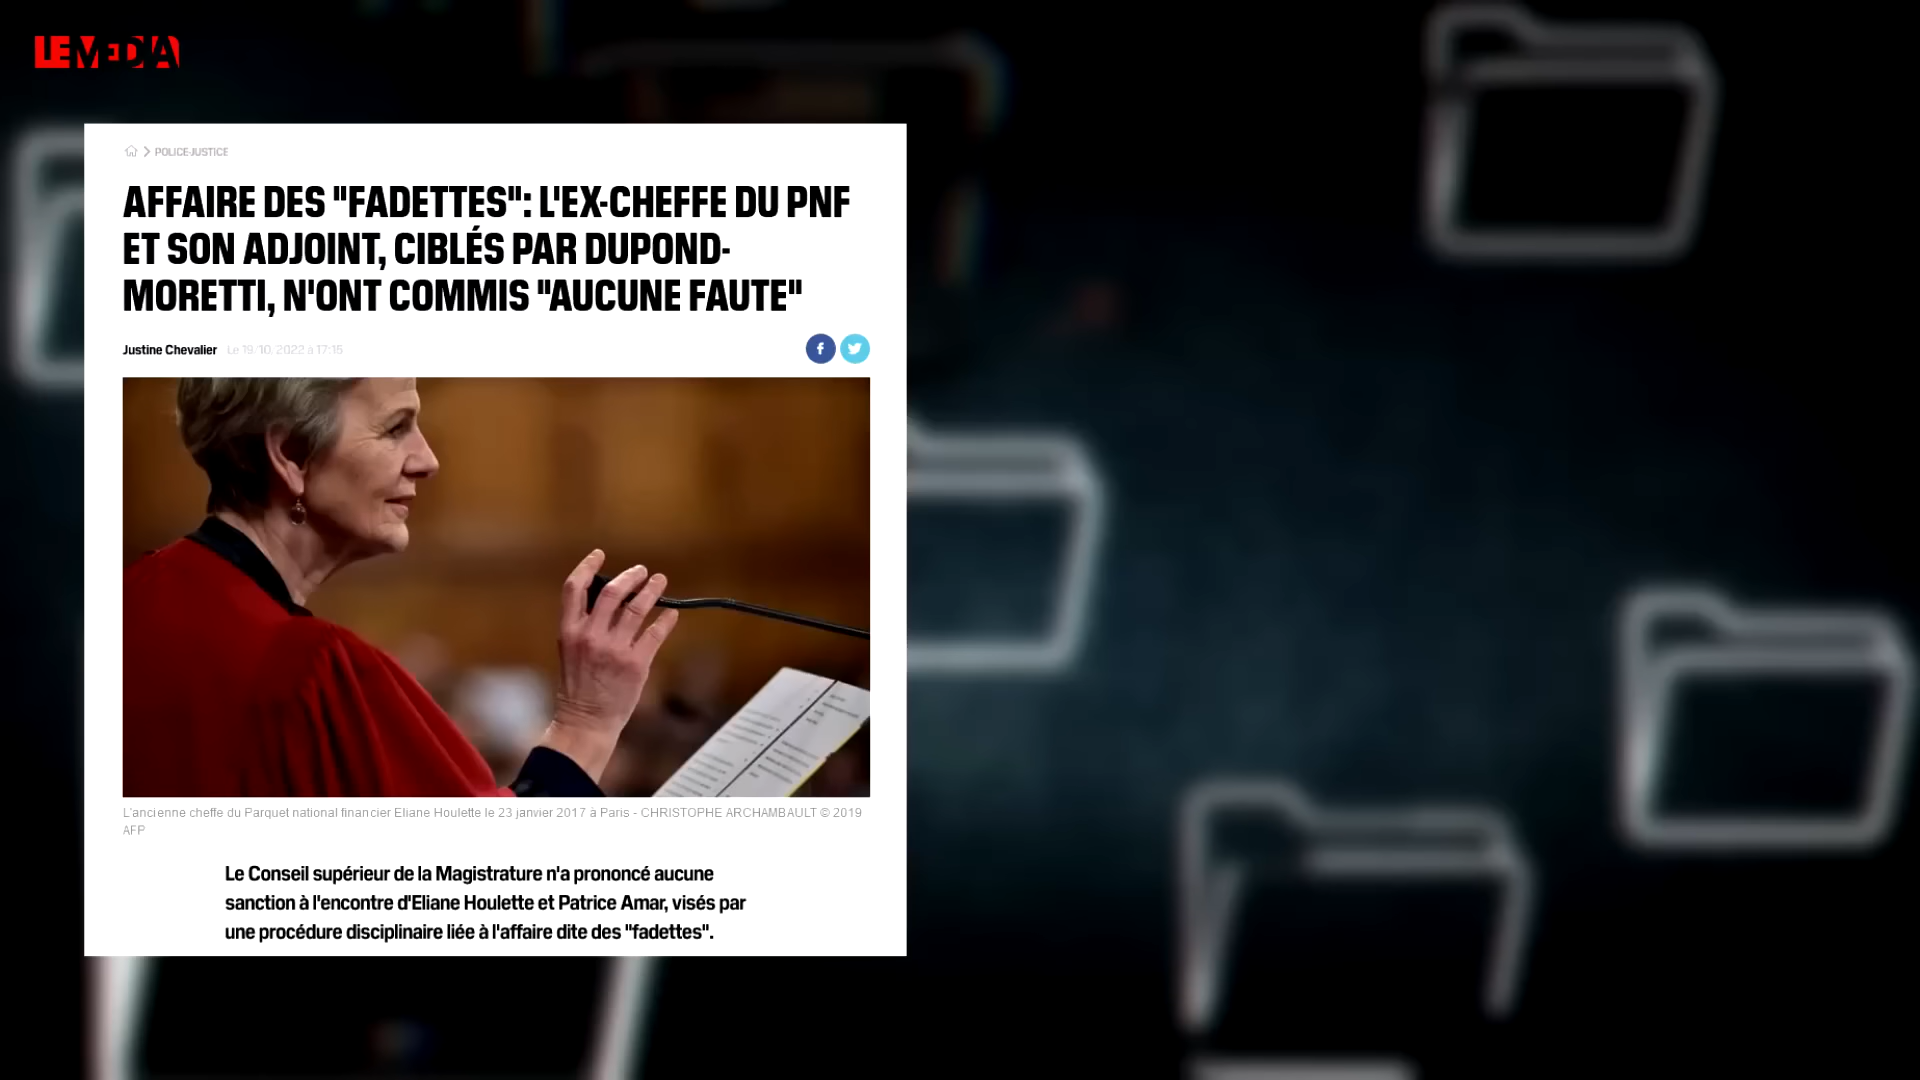 LEMEDIA
POLICE-JUSTICE
AFFAIRE DES "FADETTES": L'EX-CHEFFE DU PNF
ET SON ADJOINT, CIBLÉS PAR DUPOND-
MORETTI, N'ONT COMMIS "AUCUNE FAUTE"
Justine Chevalier Le 19/10/2022 à 17:15
L'ancienne cheffe du Parquet national financier Eliane Houlette le 23 janvier 2017 à Paris - CHRISTOPHE ARCHAMBAULT © 2019
AFP
Le Conseil supérieur de la Magistrature n'a prononcé aucune
sanction à l'encontre d'Eliane Houlette et Patrice Amar, visés par
une procédure disciplinaire liée à l'affaire dite des "fadettes".